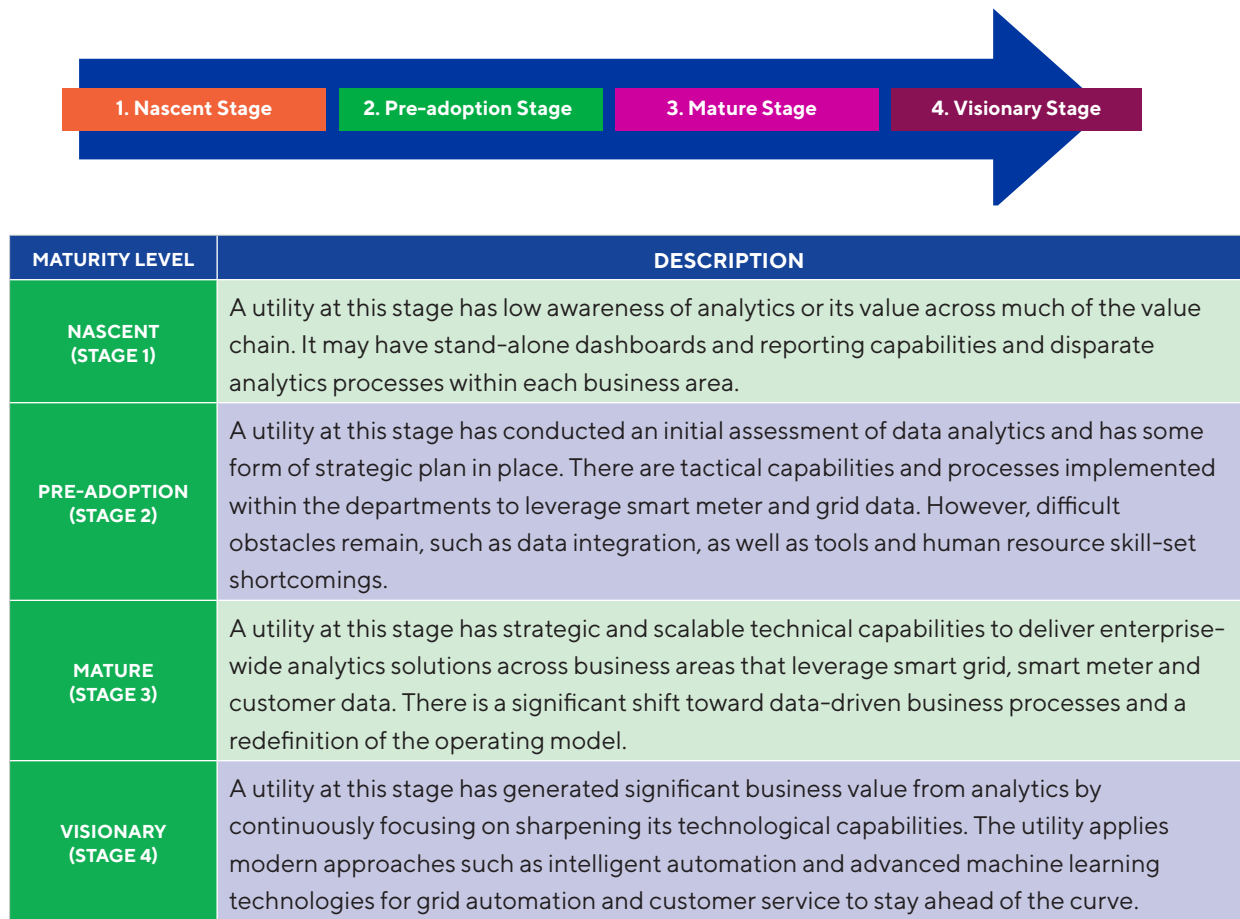 1. Nascent Stage
2. Pre-adoption Stage
3. Mature Stage
4. Visionary Stage
MATURITY LEVEL
DESCRIPTION
NASCENT
(STAGE 1)
A utility at this stage has low awareness of analytics or its value across much of the value
chain. It may have stand-alone dashboards and reporting capabilities and disparate
analytics processes within each business area.
PRE-ADOPTION
(STAGE 2)
A utility at this stage has conducted an initial assessment of data analytics and has some
form of strategic plan in place. There are tactical capabilities and processes implemented
within the departments to leverage smart meter and grid data. However, difficult
obstacles remain, such as data integration, as well as tools and human resource skill-set
shortcomings.
MATURE
(STAGE 3)
A utility at this stage has strategic and scalable technical capabilities to deliver enterprise-
wide analytics solutions across business areas that leverage smart grid, smart meter and
customer data. There is a significant shift toward data-driven business processes and a
redefinition of the operating model.
VISIONARY
(STAGE 4)
A utility at this stage has generated significant business value from analytics by
continuously focusing on sharpening its technological capabilities. The utility applies
modern approaches such as intelligent automation and advanced machine learning
technologies for grid automation and customer service to stay ahead of the curve.